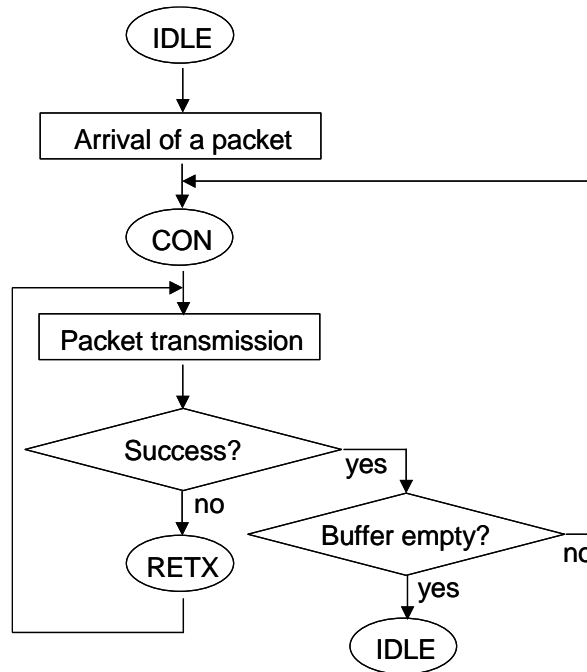 IDLE
Arrival of a packet
CON
Packet transmission
Success?
yes
no
Buffer empty?
no
RETX
yes
IDLE